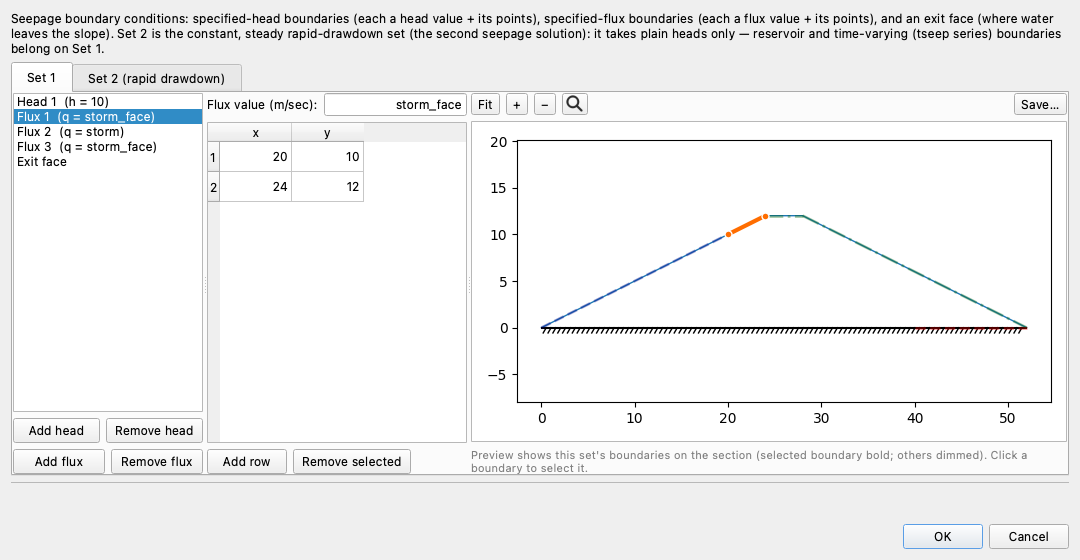 Seepage boundary conditions: specified-head boundaries (each a head value + its points), specified-flux boundaries (each a flux value + its points), and an exit face (where water
leaves the slope). Set 2 is the constant, steady rapid-drawdown set (the second seepage solution): it takes plain heads only — reservoir and time-varying (tseep series) boundaries
belong on Set 1.
Set 1
Set 2 (rapid drawdown)
Head 1 (h = 10)
Flux 1 (q = storm_face)
Flux 2 (q = storm)
Flux 3 (q = storm_face)
Exit face
Add head
Remove head
Add flux
Remove flux
Flux value (m/sec):
storm_face
x y
1 20 10
2 24 12
Add row
Remove selected
Fit
+
−
Save...
20
15
10
5
0
−5
0 10 20 30 40 50
Preview shows this set's boundaries on the section (selected boundary bold; others dimmed). Click a
boundary to select it.
OK
Cancel